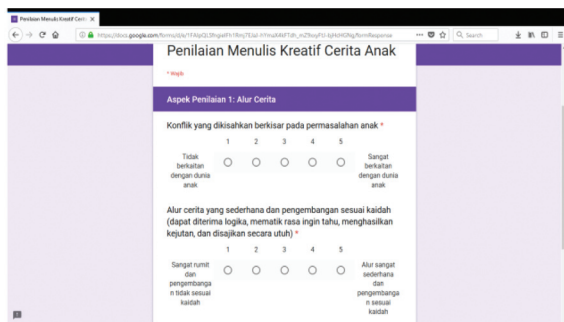 Penilaian Menulis Kreatif Cerit
Search
Penilaian Menulis Kreatif Cerita Anak
* Wajib
Aspek Penilaian 1: Alur Cerita
Konflik yang dikisahkan berkisar pada permasalahan anak *
1 2 3 4 5
Tidak
berkaitan
dengan dunia
anak
Sangat
berkaitan
dengan dunia
anak
Alur cerita yang sederhana dan pengembangan sesuai kaidah
(dapat diterima logika, mematik rasa ingin tahu, menghasilkan
kejutan, dan disajikan secara utuh) *
1 2 3 4 5
Sangat rumit
dan
pengembanga
n tidak sesuai
kaidah
Alur sangat
sederhana
dan
pengembanga
n sesuai
kaidah